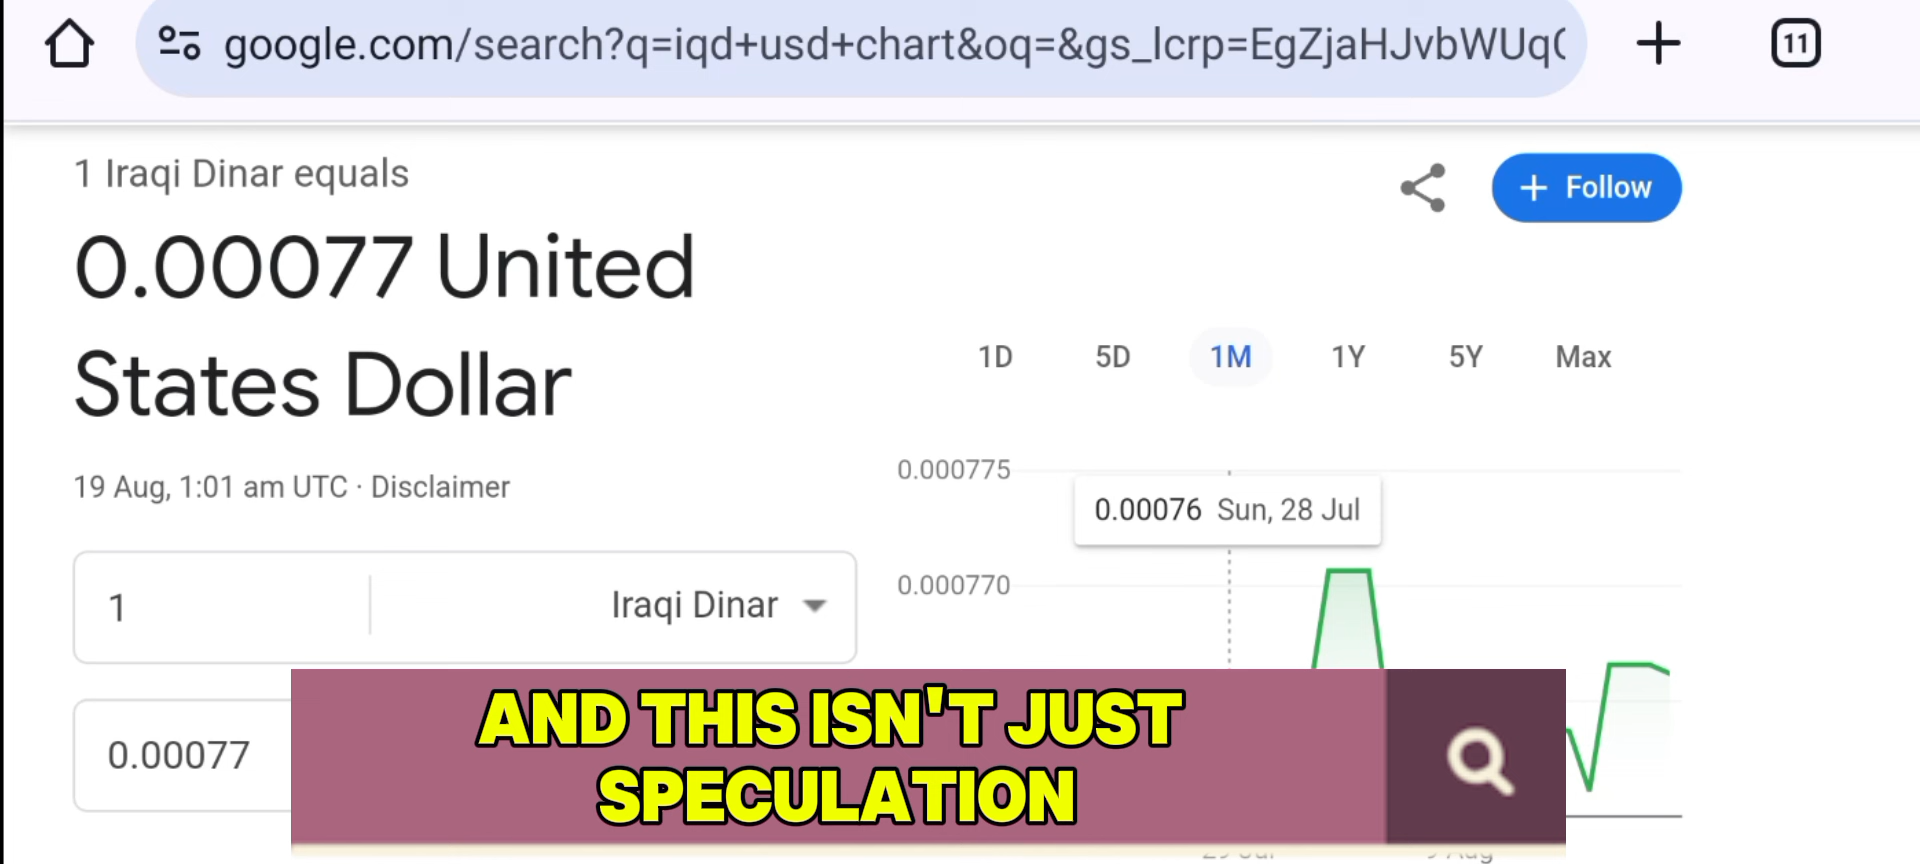 google.com/search?q=iqd+usd+chart&oq=&gs_lcrp=EgZjaHJvbWUqC
11
1 Iraqi Dinar equals
0.00077 United
States Dollar
19 Aug, 1:01 am UTC · Disclaimer
+ Follow
1D 5D 1M 1Y 5Y Max
0.000775
0.00076 Sun, 28 Jul
0.000770
1 Iraqi Dinar
0.00077
AND THIS ISN'T JUST
SPECULATION